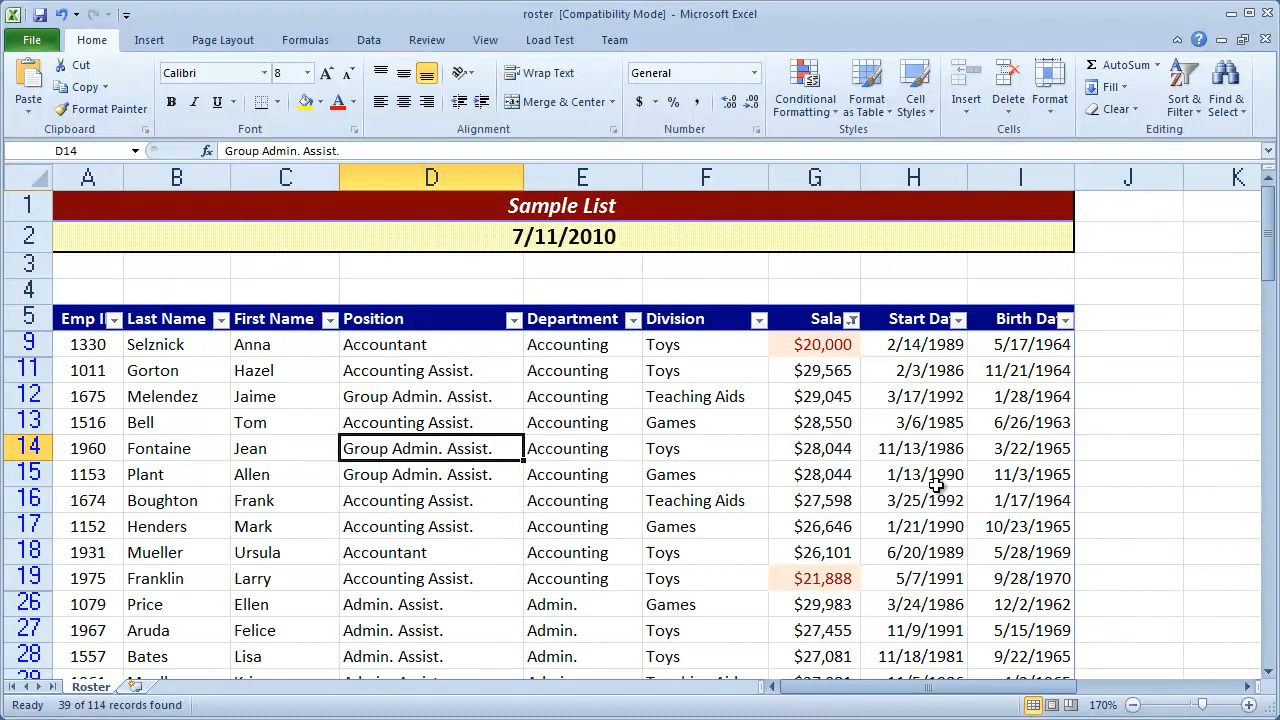 roster [Compatibility Mode] - Microsoft Excel
File Home Insert Page Layout Formulas Data Review View Load Test Team
Paste Cut Copy Format Painter Clipboard
Calibri 8 B I U A Font
Wrap Text Merge & Center Alignment
General $ % , Number
Conditional Formatting Format as Table Cell Styles Styles
Insert Delete Format Cells
Σ AutoSum Fill Clear Sort & Filter Find & Select Editing
D14 fx Group Admin. Assist.
A B C D E F G H I J K
1 Sample List
2 7/11/2010
3
4
5 Emp I Last Name First Name Position Department Division Sala Start Da Birth Da
9 1330 Selznick Anna Accountant Accounting Toys $20,000 2/14/1989 5/17/1964
11 1011 Gorton Hazel Accounting Assist. Accounting Toys $29,565 2/3/1986 11/21/1964
12 1675 Melendez Jaime Group Admin. Assist. Accounting Teaching Aids $29,045 3/17/1992 1/28/1964
13 1516 Bell Tom Accounting Assist. Accounting Games $28,550 3/6/1985 6/26/1963
14 1960 Fontaine Jean Group Admin. Assist. Accounting Toys $28,044 11/13/1986 3/22/1965
15 1153 Plant Allen Group Admin. Assist. Accounting Games $28,044 1/13/1990 11/3/1965
16 1674 Boughton Frank Accounting Assist. Accounting Teaching Aids $27,598 3/25/1992 1/17/1964
17 1152 Henders Mark Accounting Assist. Accounting Games $26,646 1/21/1990 10/23/1965
18 1931 Mueller Ursula Accountant Accounting Toys $26,101 6/20/1989 5/28/1969
19 1975 Franklin Larry Accounting Assist. Accounting Toys $21,888 5/7/1991 9/28/1970
26 1079 Price Ellen Admin. Assist. Admin. Games $29,983 3/24/1986 12/2/1962
27 1967 Aruda Felice Admin. Assist. Admin. Toys $27,455 11/9/1991 5/15/1969
28 1557 Bates Lisa Admin. Assist. Admin. Toys $27,081 11/18/1981 9/22/1965
Roster
Ready 39 of 114 records found 170%